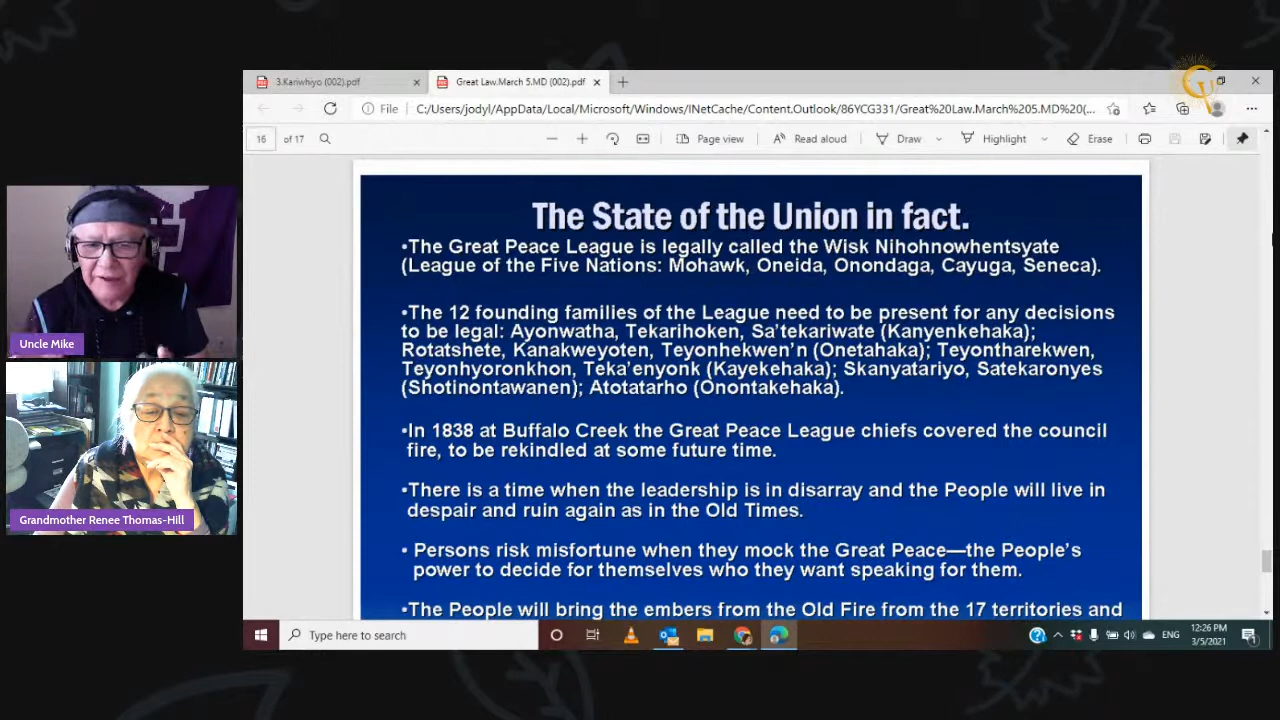 3.Kariwhiyo (002).pdf
Great Law.March 5.MD (002).pdf
File
C:/Users/jodyl/AppData/Local/Microsoft/Windows/INetCache/Content.Outlook/86YCG331/Great%20Law.March%205.MD%20(...
16 of 17
Page view
Read aloud
Draw
Highlight
Erase
The State of the Union in fact.
•The Great Peace League is legally called the Wisk Nihohnowhentsyate
(League of the Five Nations: Mohawk, Oneida, Onondaga, Cayuga, Seneca).
•The 12 founding families of the League need to be present for any decisions
to be legal: Ayonwatha, Tekarihoken, Sa'tekariwate (Kanyenkehaka);
Rotatshete, Kanakweyoten, Teyonhekwen'n (Onetahaka); Teyontharekwen,
Teyonhyoronkhon, Teka'enyonk (Kayekehaka); Skanyatariyo, Satekaronyes
(Shotinontawanen); Atotatarho (Onontakehaka).
•In 1838 at Buffalo Creek the Great Peace League chiefs covered the council
fire, to be rekindled at some future time.
•There is a time when the leadership is in disarray and the People will live in
despair and ruin again as in the Old Times.
• Persons risk misfortune when they mock the Great Peace—the People's
power to decide for themselves who they want speaking for them.
•The People will bring the embers from the Old Fire from the 17 territories and
Uncle Mike
Grandmother Renee Thomas-Hill
Type here to search
ENG
12:26 PM
3/5/2021